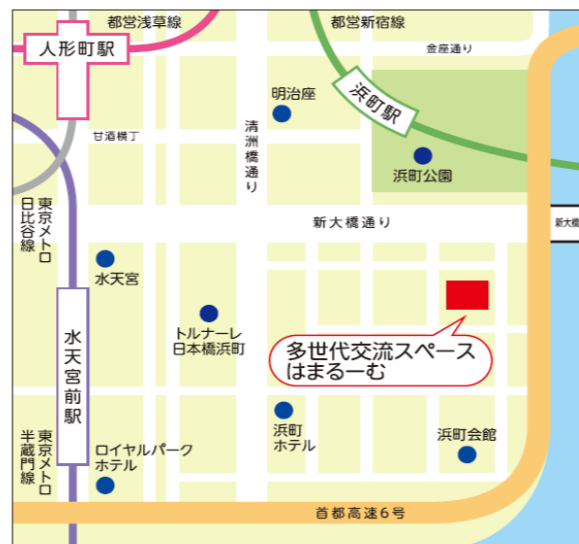 都営浅草線
都営新宿線
人形町駅
金座通り
明治座
浜町駅
清洲橋通り
甘酒横丁
浜町公園
東京メトロ
日比谷線
新大橋通り
新大橋
水天宮
トルナーレ
日本橋浜町
多世代交流スペース
はまるーむ
水天宮前駅
浜町
ホテル
浜町会館
東京メトロ
半蔵門線
ロイヤルパーク
ホテル
首都高速6号